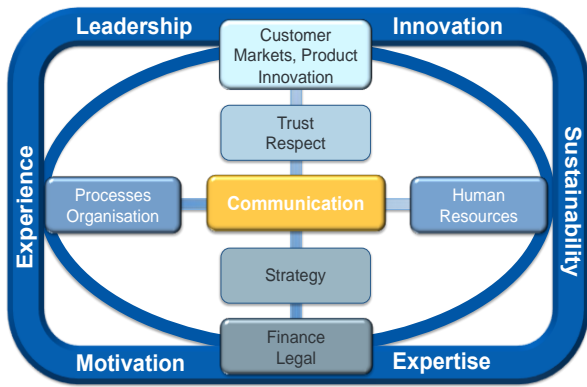 Leadership
Innovation
Customer
Markets, Product
Innovation
Trust
Respect
Experience
Processes
Organisation
Communication
Human
Resources
Sustainability
Strategy
Finance
Legal
Motivation
Expertise